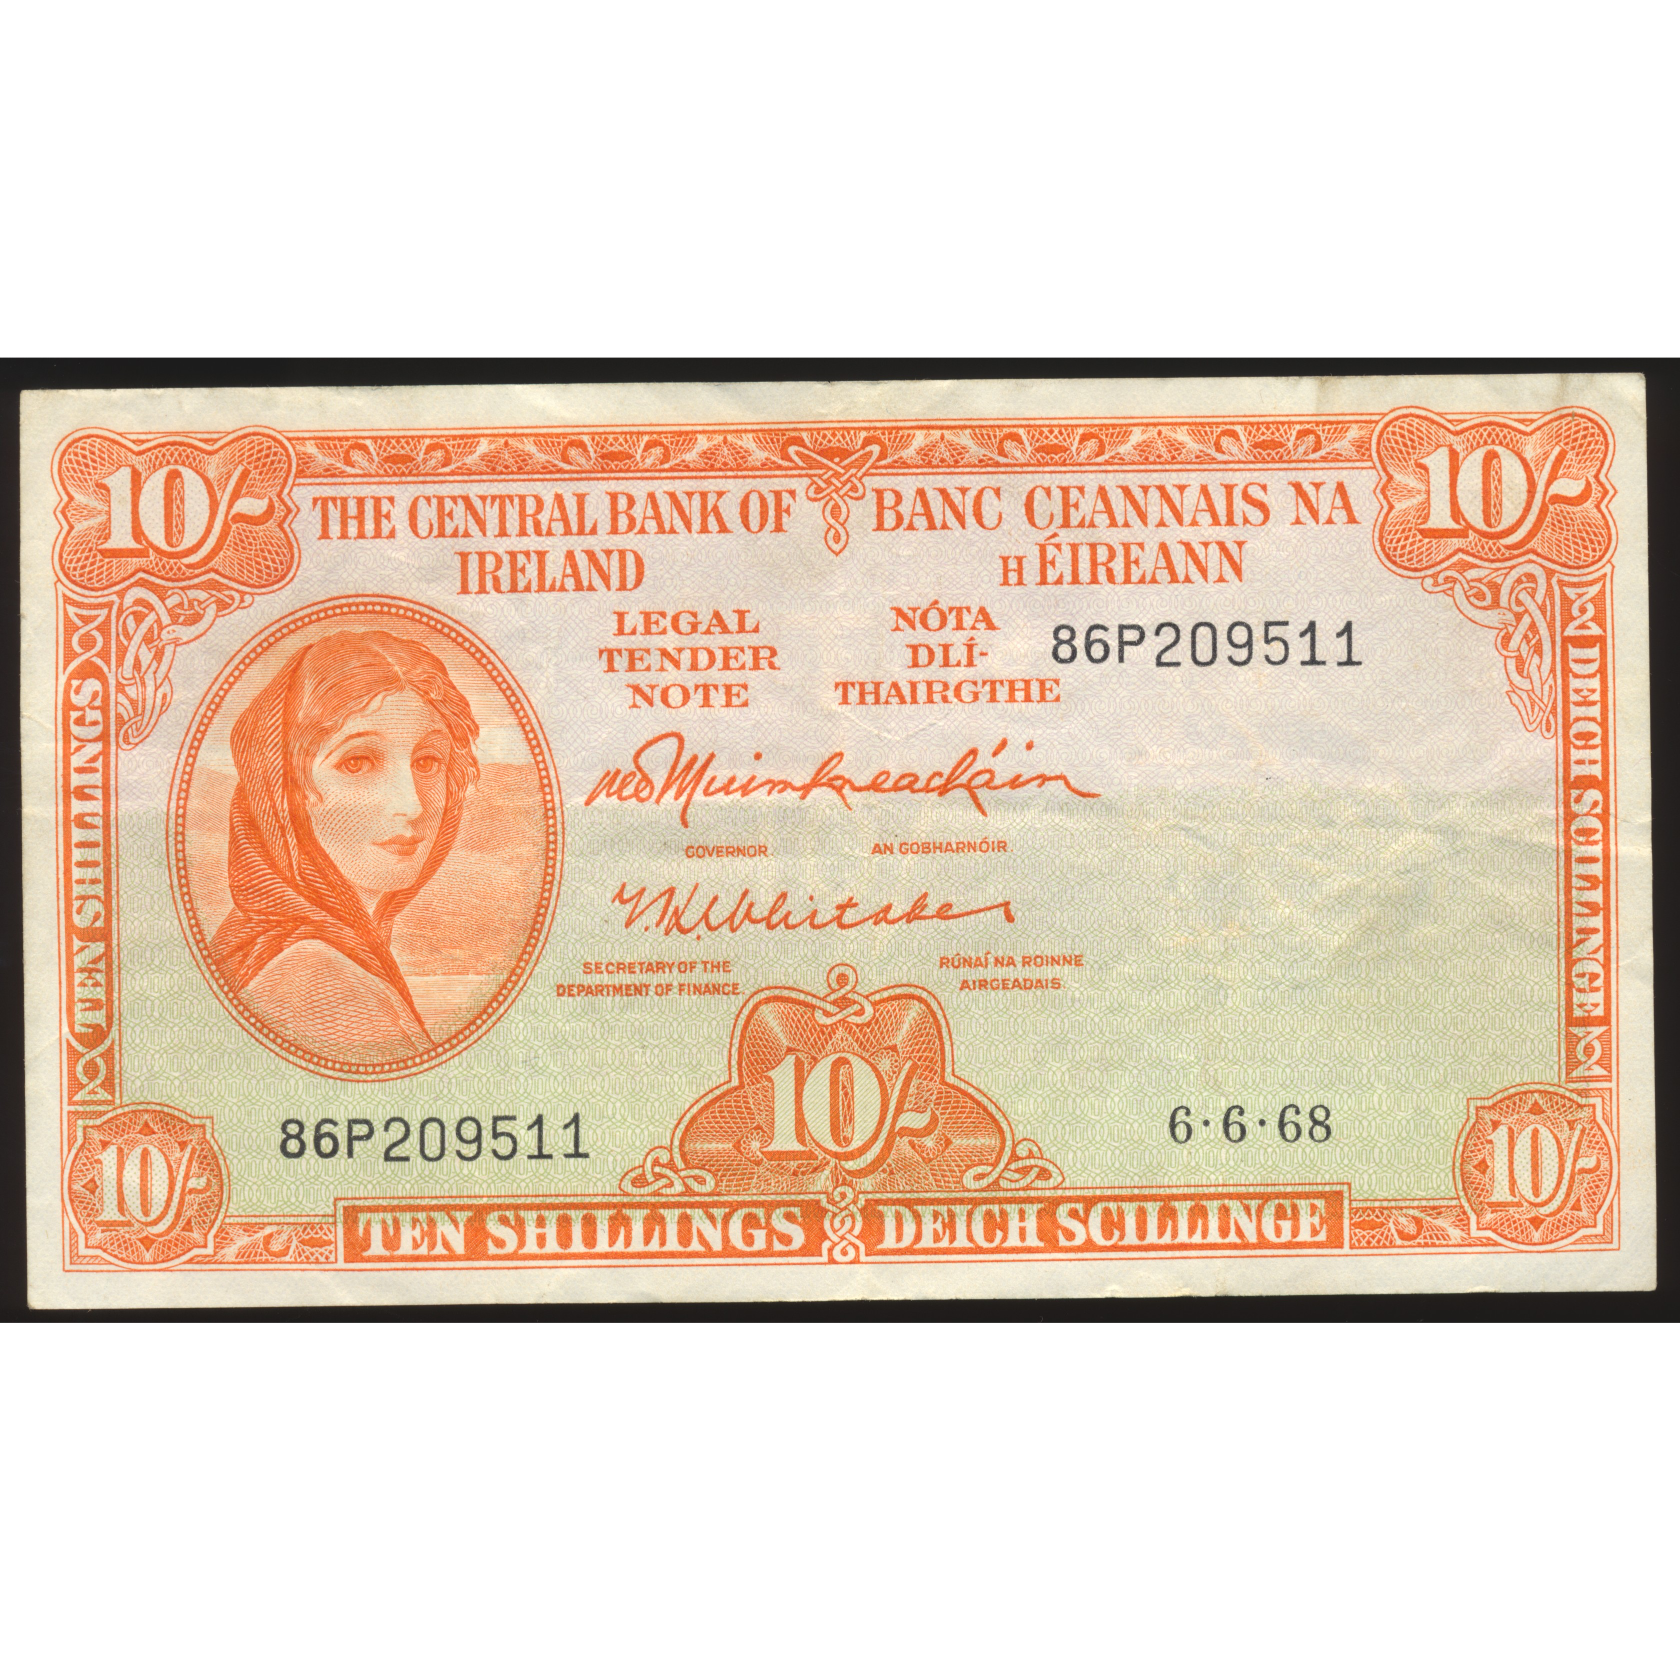 10/-
THE CENTRAL BANK OF
IRELAND
BANC CEANNAIS NA
H ÉIREANN
10/-
LEGAL
TENDER
NOTE
NÓTA
DLÍ-
THAIRGTHE
86P209511
TEN SHILLINGS
DEICH SCILLINGE
GOVERNOR.
AN GOBHARNÓIR.
T. K. Whitaker
SECRETARY OF THE
DEPARTMENT OF FINANCE.
RÚNAÍ NA ROINNE
AIRGEADAIS.
86P209511
10/-
6·6·68
10/-
TEN SHILLINGS
DEICH SCILLINGE
10/-